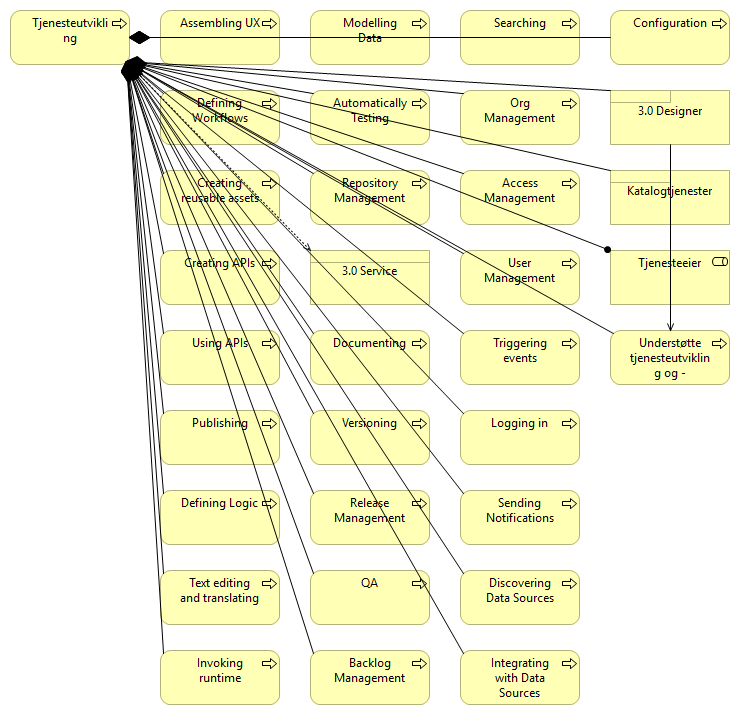 Tjenesteutvikli
ng
Assembling UX
Modelling
Data
Searching
Configuration
Defining
Workflows
Automatically
Testing
Org
Management
3.0 Designer
Creating
reusable assets
Repository
Management
Access
Management
Katalogtjenester
Creating APIs
3.0 Service
User
Management
Tjenesteeier
Using APIs
Documenting
Triggering
events
Understøtte
tjenesteutviklin
g og -
Publishing
Versioning
Logging in
Defining Logic
Release
Management
Sending
Notifications
Text editing
and translating
QA
Discovering
Data Sources
Invoking
runtime
Backlog
Management
Integrating
with Data
Sources